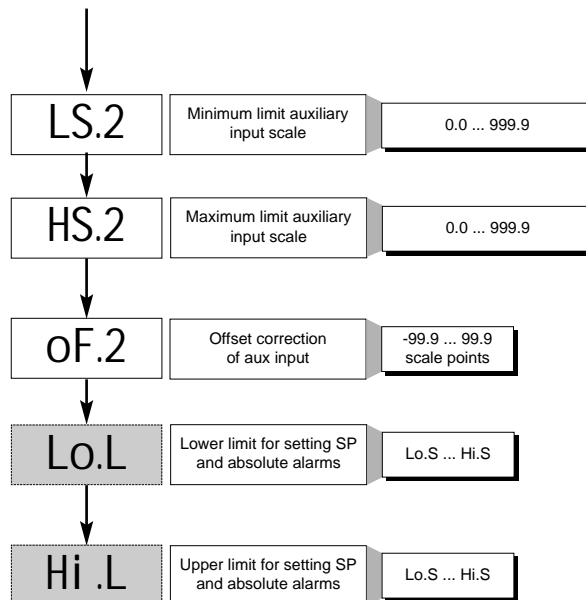 LS.2
Minimum limit auxiliary
input scale
0.0 ... 999.9
HS.2
Maximum limit auxiliary
input scale
0.0 ... 999.9
oF.2
Offset correction
of aux input
-99.9 ... 99.9
scale points
Lo.L
Lower limit for setting SP
and absolute alarms
Lo.S ... Hi.S
Hi .L
Upper limit for setting SP
and absolute alarms
Lo.S ... Hi.S